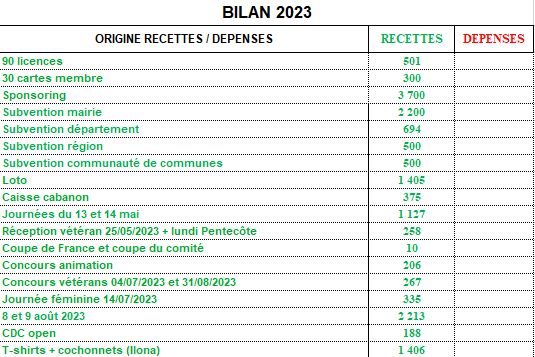 BILAN 2023
ORIGINE RECETTES / DEPENSES RECETTES DEPENSES
90 licences 501
30 cartes membre 300
Sponsoring 3 700
Subvention mairie 2 200
Subvention département 694
Subvention région 500
Subvention communauté de communes 500
Loto 1 405
Caisse cabanon 375
Journées du 13 et 14 mai 1 127
Réception vétéran 25/05/2023 + lundi Pentecôte 258
Coupe de France et coupe du comité 10
Concours animation 206
Concours vétérans 04/07/2023 et 31/08/2023 267
Journée féminine 14/07/2023 335
8 et 9 août 2023 2 213
CDC open 188
T-shirts + cochonnets (Ilona) 1 406